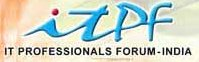 itpf
IT PROFESSIONALS FORUM-INDIA